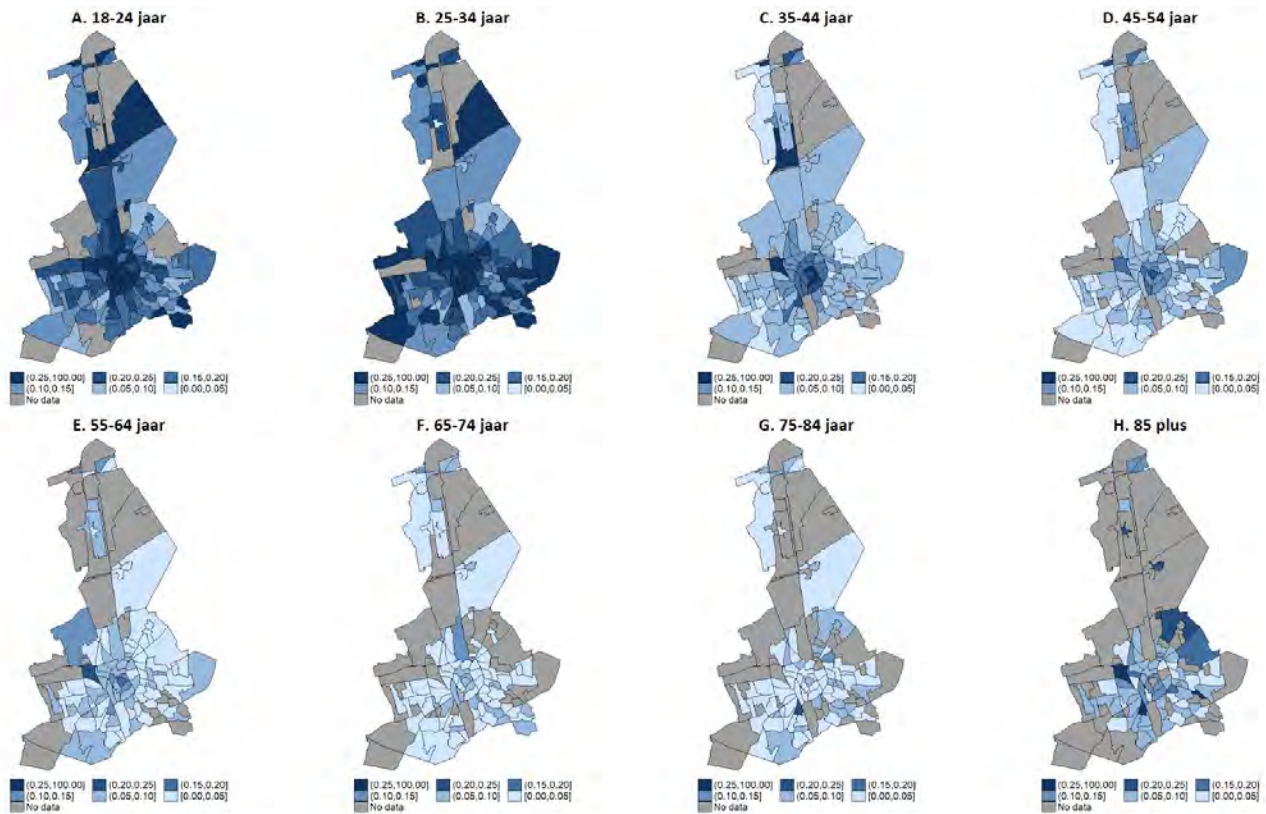 A. 18-24 jaar
B. 25-34 jaar
C. 35-44 jaar
D. 45-54 jaar
(0.25,100.00] (0.20,0.25] (0.15,0.20]
(0.10,0.15] (0.05,0.10] [0.00,0.05]
No data
(0.25,100.00] (0.20,0.25] (0.15,0.20]
(0.10,0.15] (0.05,0.10] [0.00,0.05]
No data
(0.25,100.00] (0.20,0.25] (0.15,0.20]
(0.10,0.15] (0.05,0.10] [0.00,0.05]
No data
(0.25,100.00] (0.20,0.25] (0.15,0.20]
(0.10,0.15] (0.05,0.10] [0.00,0.05]
No data
E. 55-64 jaar
F. 65-74 jaar
G. 75-84 jaar
H. 85 plus
(0.25,100.00] (0.20,0.25] (0.15,0.20]
(0.10,0.15] (0.05,0.10] [0.00,0.05]
No data
(0.25,100.00] (0.20,0.25] (0.15,0.20]
(0.10,0.15] (0.05,0.10] [0.00,0.05]
No data
(0.25,100.00] (0.20,0.25] (0.15,0.20]
(0.10,0.15] (0.05,0.10] [0.00,0.05]
No data
(0.25,100.00] (0.20,0.25] (0.15,0.20]
(0.10,0.15] (0.05,0.10] [0.00,0.05]
No data